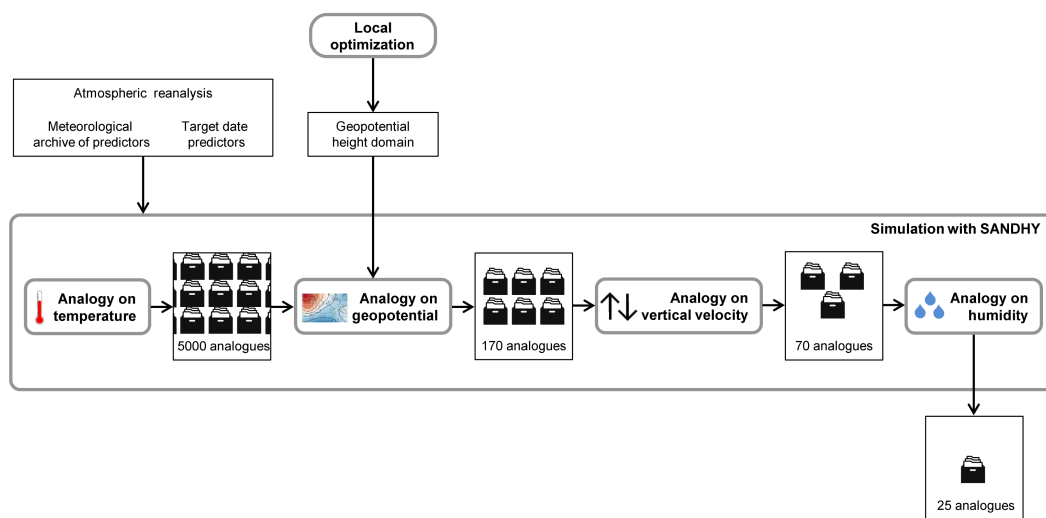 Local
optimization
Atmospheric reanalysis
Meteorological
archive of predictors
Target date
predictors
Geopotential
height domain
Simulation with SANDHY
Analogy on
temperature
5000 analogues
Analogy on
geopotential
170 analogues
Analogy on
vertical velocity
70 analogues
Analogy on
humidity
25 analogues